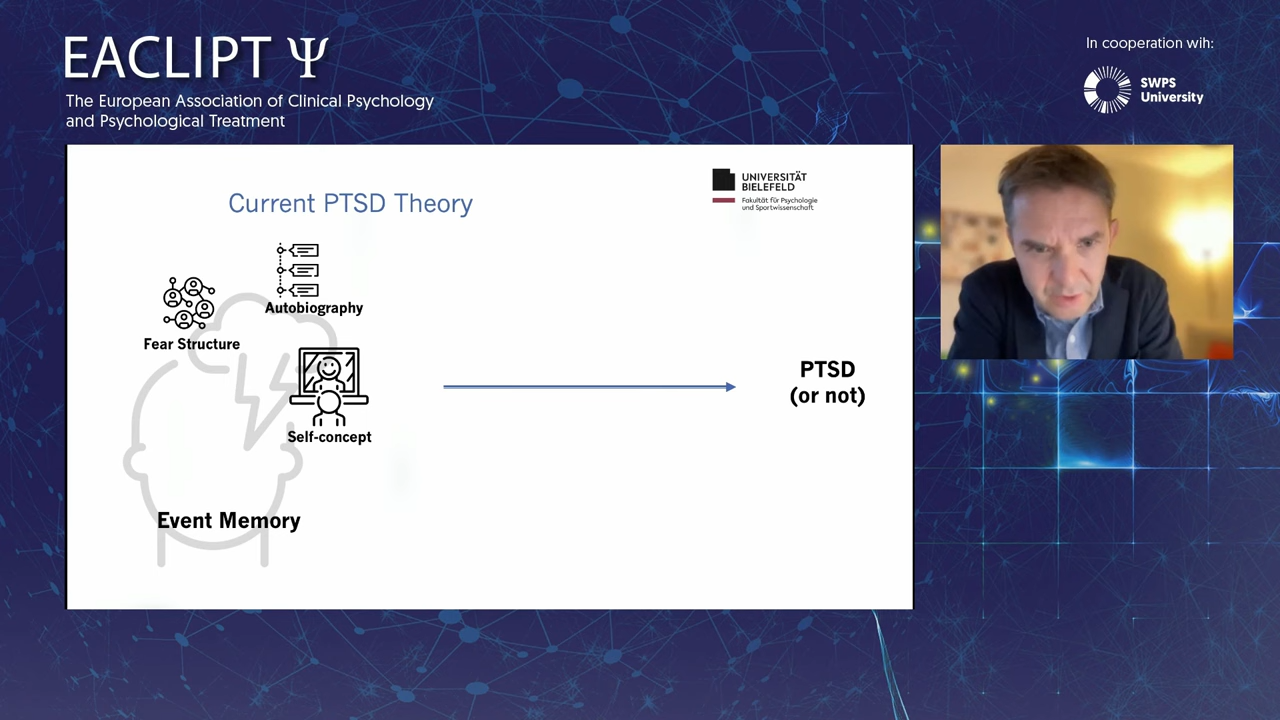 EACLIPT Ψ
The European Association of Clinical Psychology
and Psychological Treatment
In cooperation wih:
SWPS
University
Current PTSD Theory
UNIVERSITÄT
BIELEFELD
Fakultät für Psychologie
und Sportwissenschaft
Autobiography
Fear Structure
Self-concept
PTSD
(or not)
Event Memory